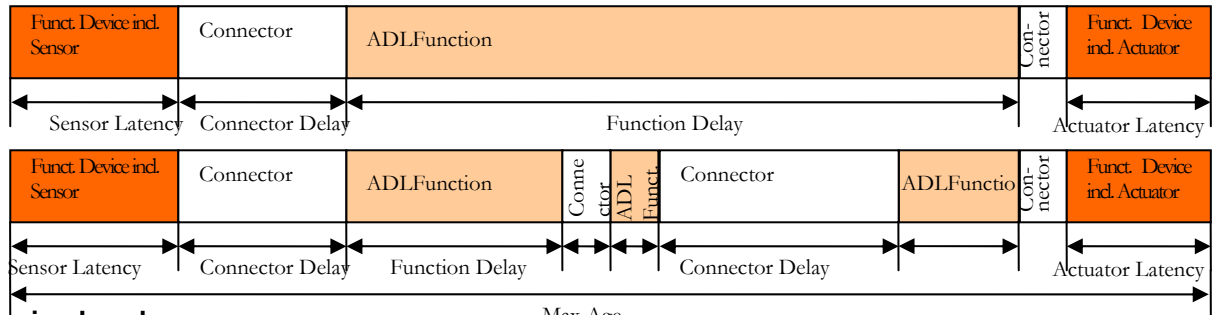 Funct. Device incl.
Sensor
Connector
ADLFunction
Con-
nector
Funct. Device
incl. Actuator
Sensor Latency
Connector Delay
Function Delay
Actuator Latency
Funct. Device incl.
Sensor
Connector
ADLFunction
Conne
ctor
ADL
Funct.
Connector
ADLFunctio
Con-
nector
Funct. Device
incl. Actuator
Sensor Latency
Connector Delay
Function Delay
Connector Delay
Actuator Latency
Max Age